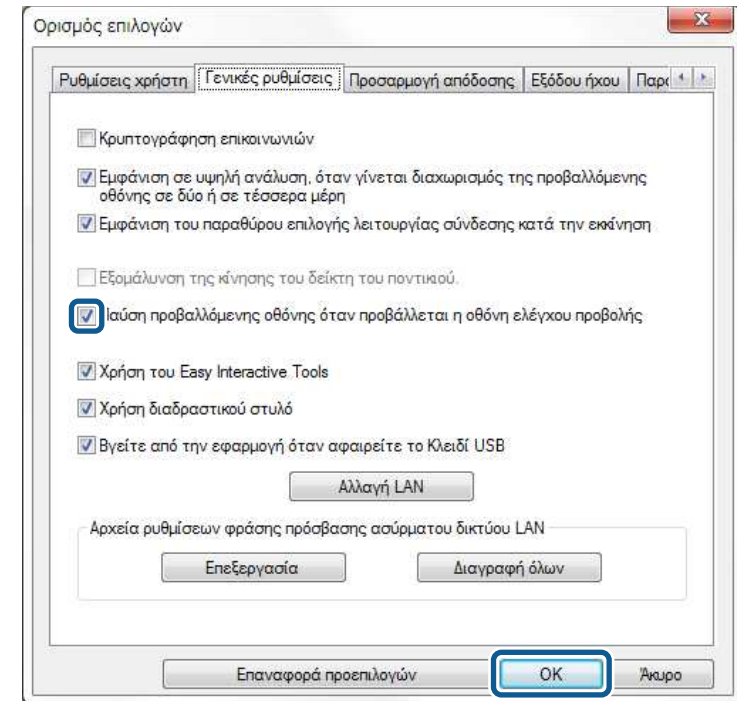 Ορισμός επιλογών
Ρυθμίσεις χρήστη Γενικές ρυθμίσεις Προσαρμογή απόδοσης Εξόδου ήχου
Κρυπτογράφηση επικοινωνιών
Εμφάνιση σε υψηλή ανάλυση, όταν γίνεται διαχωρισμός της προβαλλόμενης
οθόνης σε δύο ή σε τέσσερα μέρη
Εμφάνιση του παραθύρου επιλογής λειτουργίας σύνδεσης κατά την εκκίνηση
Εξομάλυνση της κίνησης του δείκτη του ποντικιού.
προβαλλόμενης οθόνης όταν προβάλλεται η οθόνη ελέγχου προβολής
Χρήση του Easy Interactive Tools
Χρήση διαδραστικού στυλό
Βγείτε από την εφαρμογή όταν αφαιρείτε το Κλειδί USB
Αλλαγή LAN
Αρχεία ρυθμίσεων φράσης πρόσβασης ασύρματου δικτύου LAN
Επεξεργασία Διαγραφή όλων
Επαναφορά προεπιλογών OK Άκυρο